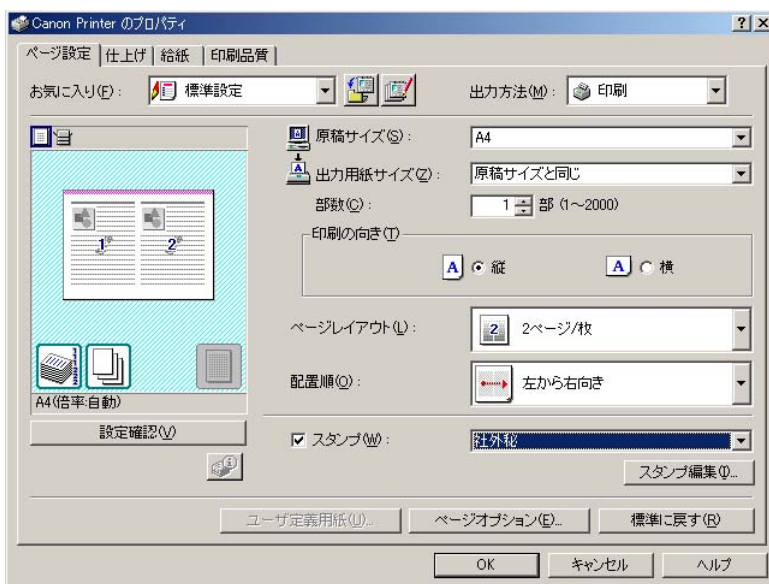 Canon Printer のプロパティ
ページ設定 仕上げ 給紙 印刷品質
お気に入り(F): 標準設定 出力方法(M): 印刷
原稿サイズ(S): A4
出力用紙サイズ(Z): 原稿サイズと同じ
部数(C): 1 部 (1～2000)
印刷の向き(T)
A 縦 A 横
1 2
ページレイアウト(L): 2 2ページ/枚
配置順(O): 左から右向き
A4(倍率:自動)
設定確認(V)
スタンプ(W): 社外秘
スタンプ編集(I)...
ユーザ定義用紙(U)... ページオプション(E)... 標準に戻す(R)
OK キャンセル ヘルプ